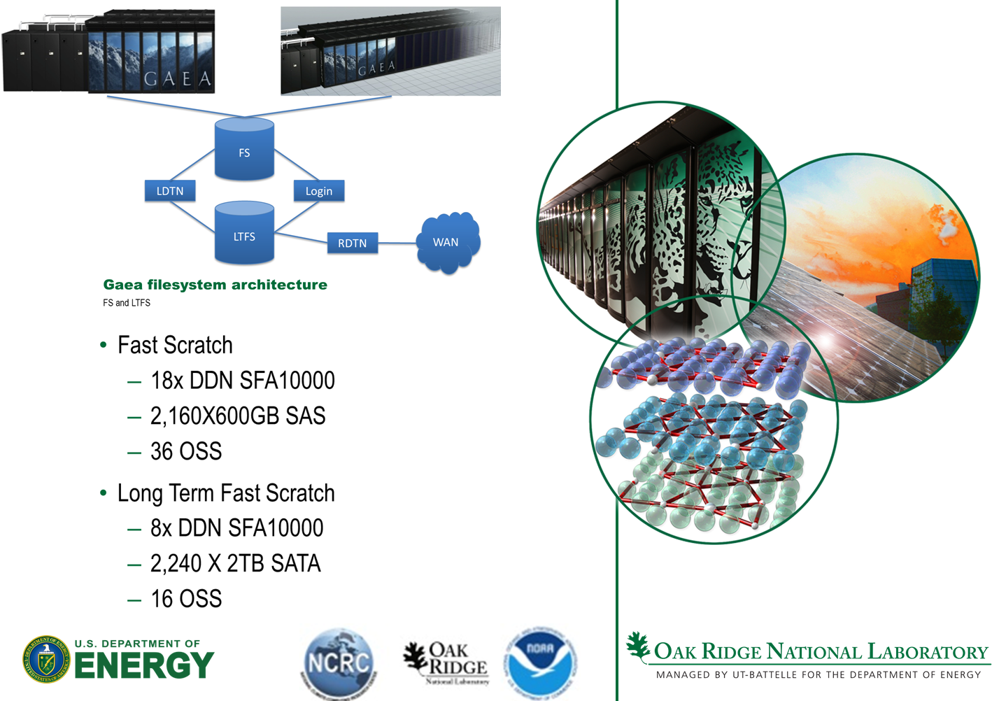 GAEA
GAEA
FS
LDTN
Login
LTFS
RDTN
WAN
Gaea filesystem architecture
FS and LTFS
• Fast Scratch
– 18x DDN SFA10000
– 2,160X600GB SAS
– 36 OSS
• Long Term Fast Scratch
– 8x DDN SFA10000
– 2,240 X 2TB SATA
– 16 OSS
U.S. DEPARTMENT OF
ENERGY
NCRC
OAK
RIDGE
National Laboratory
NOAA
OAK RIDGE NATIONAL LABORATORY
MANAGED BY UT-BATTELLE FOR THE DEPARTMENT OF ENERGY